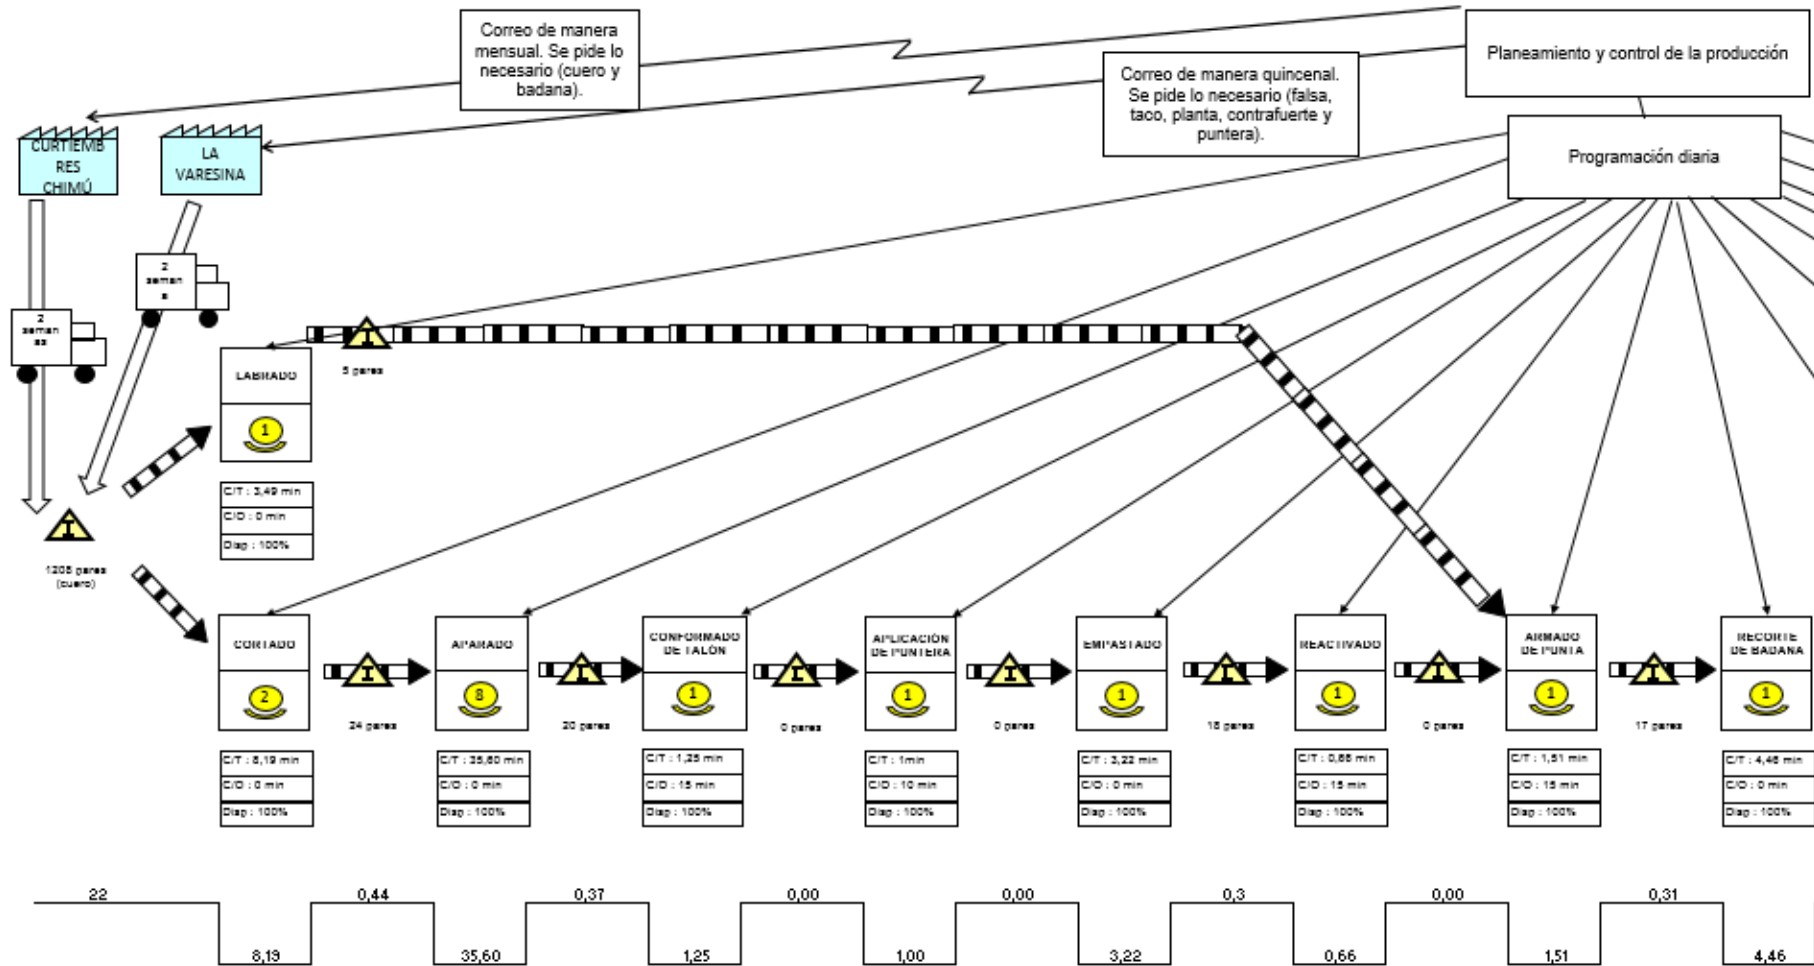 Correo de manera
mensual. Se pide lo
necesario (cuero y
badana).
Correo de manera quincenal.
Se pide lo necesario (falsa,
taco, planta, contrafuerte y
puntera).
Planeamiento y control de la producción
Programación diaria
CURTIEMB
RES
CHIMÚ
LA
VARESINA
2
seman
a
2
seman
as
LABRADO
1
5 pares
C/T : 3,49 min
C/O : 0 min
Disp : 100%
1208 pares
(cuero)
CORTADO
2
C/T : 8,19 min
C/O : 0 min
Disp : 100%
24 pares
APARADO
8
C/T : 35,60 min
C/O : 0 min
Disp : 100%
20 pares
CONFORMADO
DE TALÓN
1
C/T : 1,25 min
C/O : 15 min
Disp : 100%
0 pares
APLICACIÓN
DE PUNTERA
1
C/T : 1min
C/O : 10 min
Disp : 100%
0 pares
EMPASTADO
1
C/T : 3,22 min
C/O : 0 min
Disp : 100%
REACTIVADO
1
C/T : 0,66 min
C/O : 15 min
Disp : 100%
0 pares
ARMADO
DE PUNTA
1
C/T : 1,51 min
C/O : 15 min
Disp : 100%
17 pares
RECORTE
DE BADANA
1
C/T : 4,46 min
C/O : 0 min
Disp : 100%
22
0,44
0,37
0,00
0,00
0,3
0,00
0,31
8,19
35,60
1,25
1,00
3,22
0,66
1,51
4,46